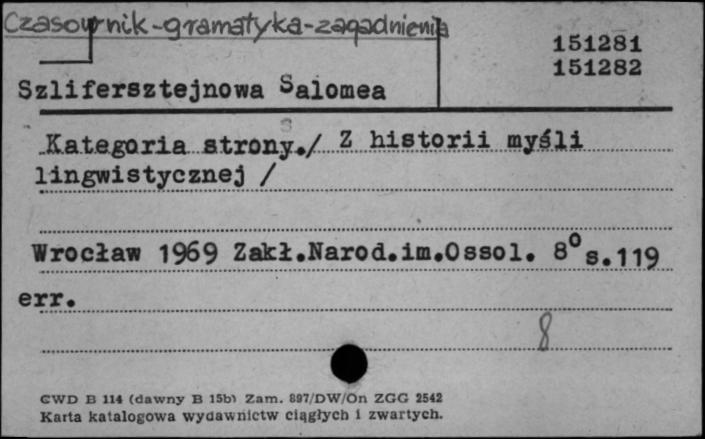 Czasownik-gramatyka-zagadnienia
151281
151282
Szlifersztejnowa Salomea
Kategoria strony./ Z historii myśli
lingwistycznej /
Wrocław 1969 Zakł.Narod.im.Ossol. 8° s.119
err.
8
CWD B 114 (dawny B 15b) Zam. 897/DW/On ZGG 2542
Karta katalogowa wydawnictw ciągłych i zwartych.